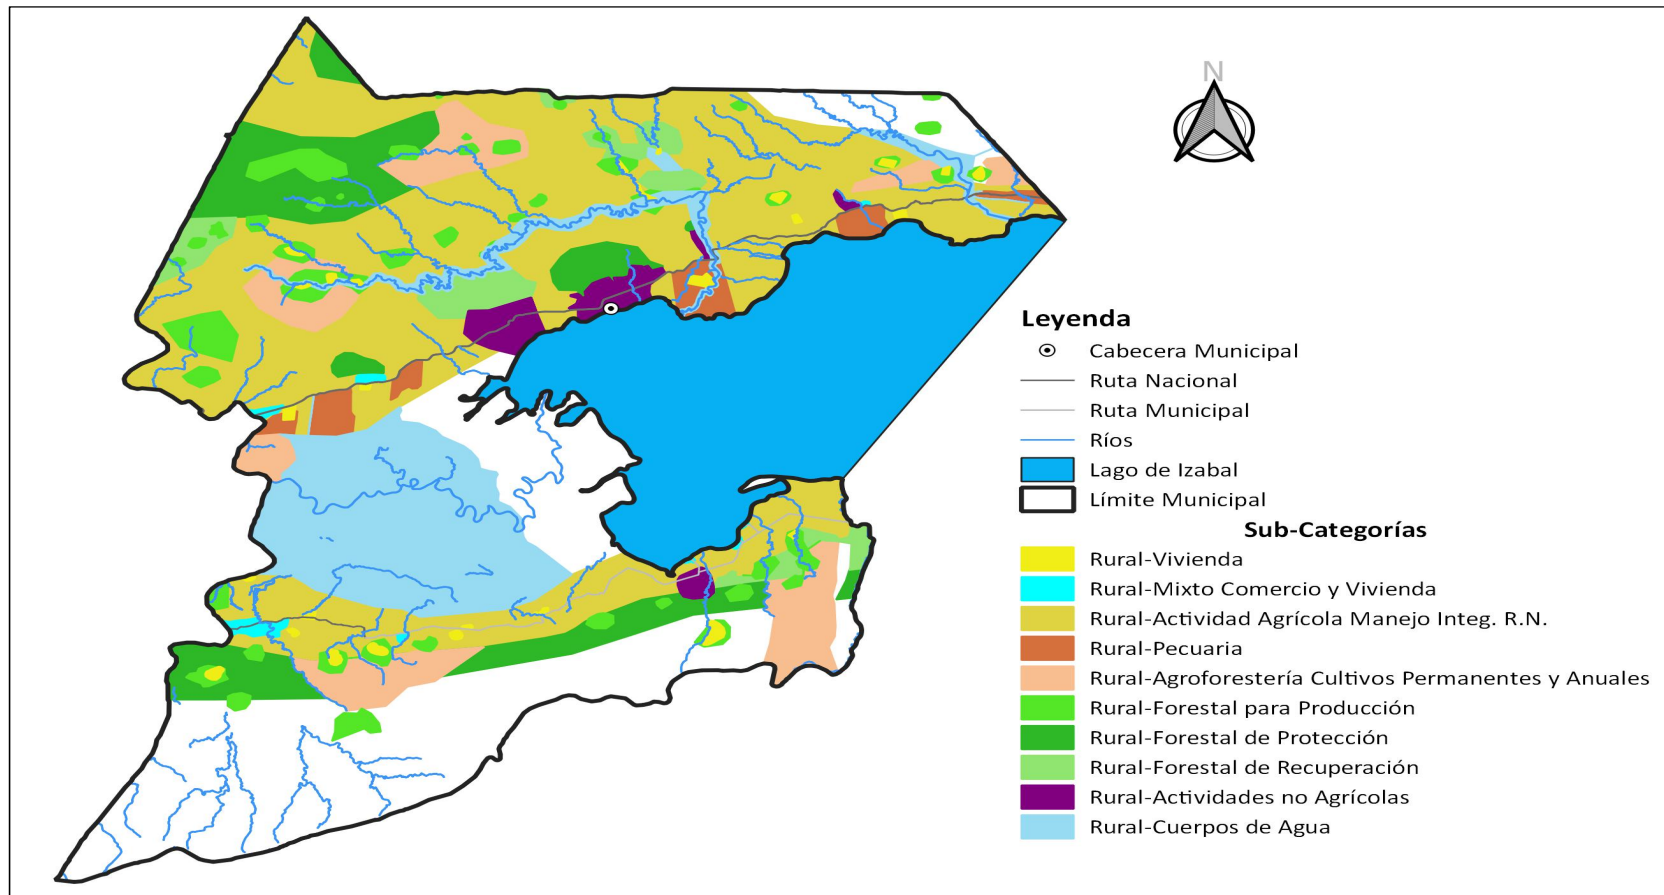 N
Leyenda
Cabecera Municipal
Ruta Nacional
Ruta Municipal
Ríos
Lago de Izabal
Límite Municipal
Sub-Categorías
Rural-Vivienda
Rural-Mixto Comercio y Vivienda
Rural-Actividad Agrícola Manejo Integ. R.N.
Rural-Pecuaria
Rural-Agroforestería Cultivos Permanentes y Anuales
Rural-Forestal para Producción
Rural-Forestal de Protección
Rural-Forestal de Recuperación
Rural-Actividades no Agrícolas
Rural-Cuerpos de Agua